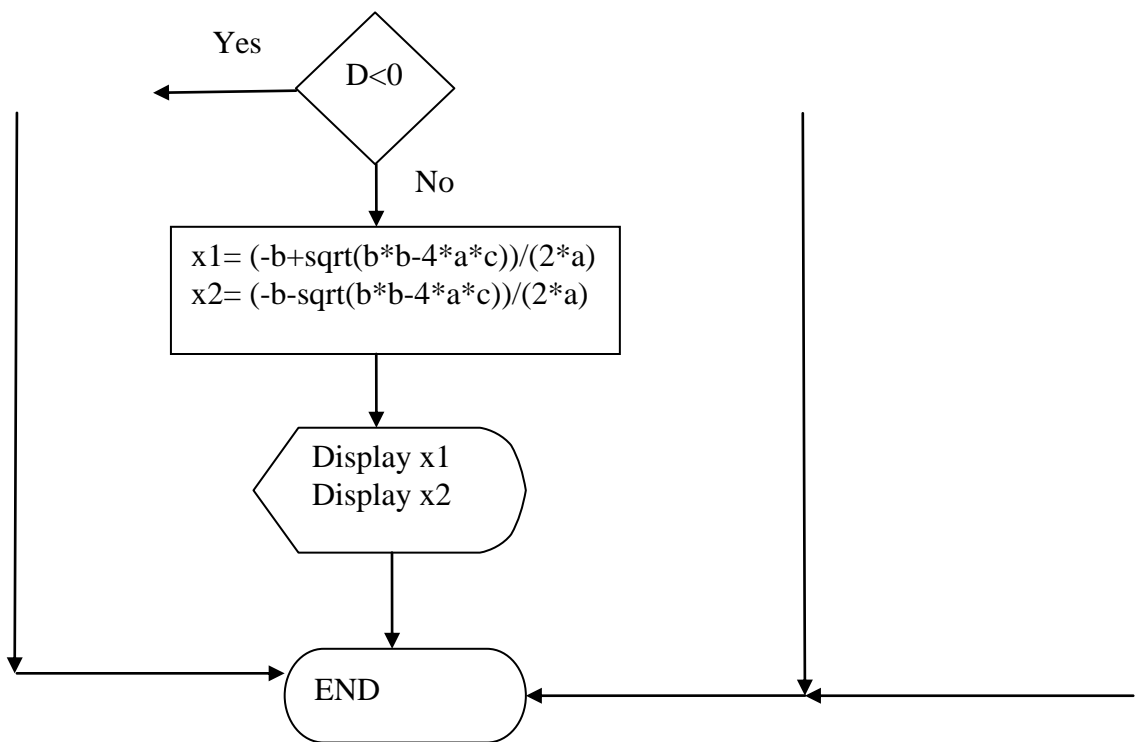 Yes
D<0
No
x1= (-b+sqrt(b*b-4*a*c))/(2*a)
x2= (-b-sqrt(b*b-4*a*c))/(2*a)
Display x1
Display x2
END